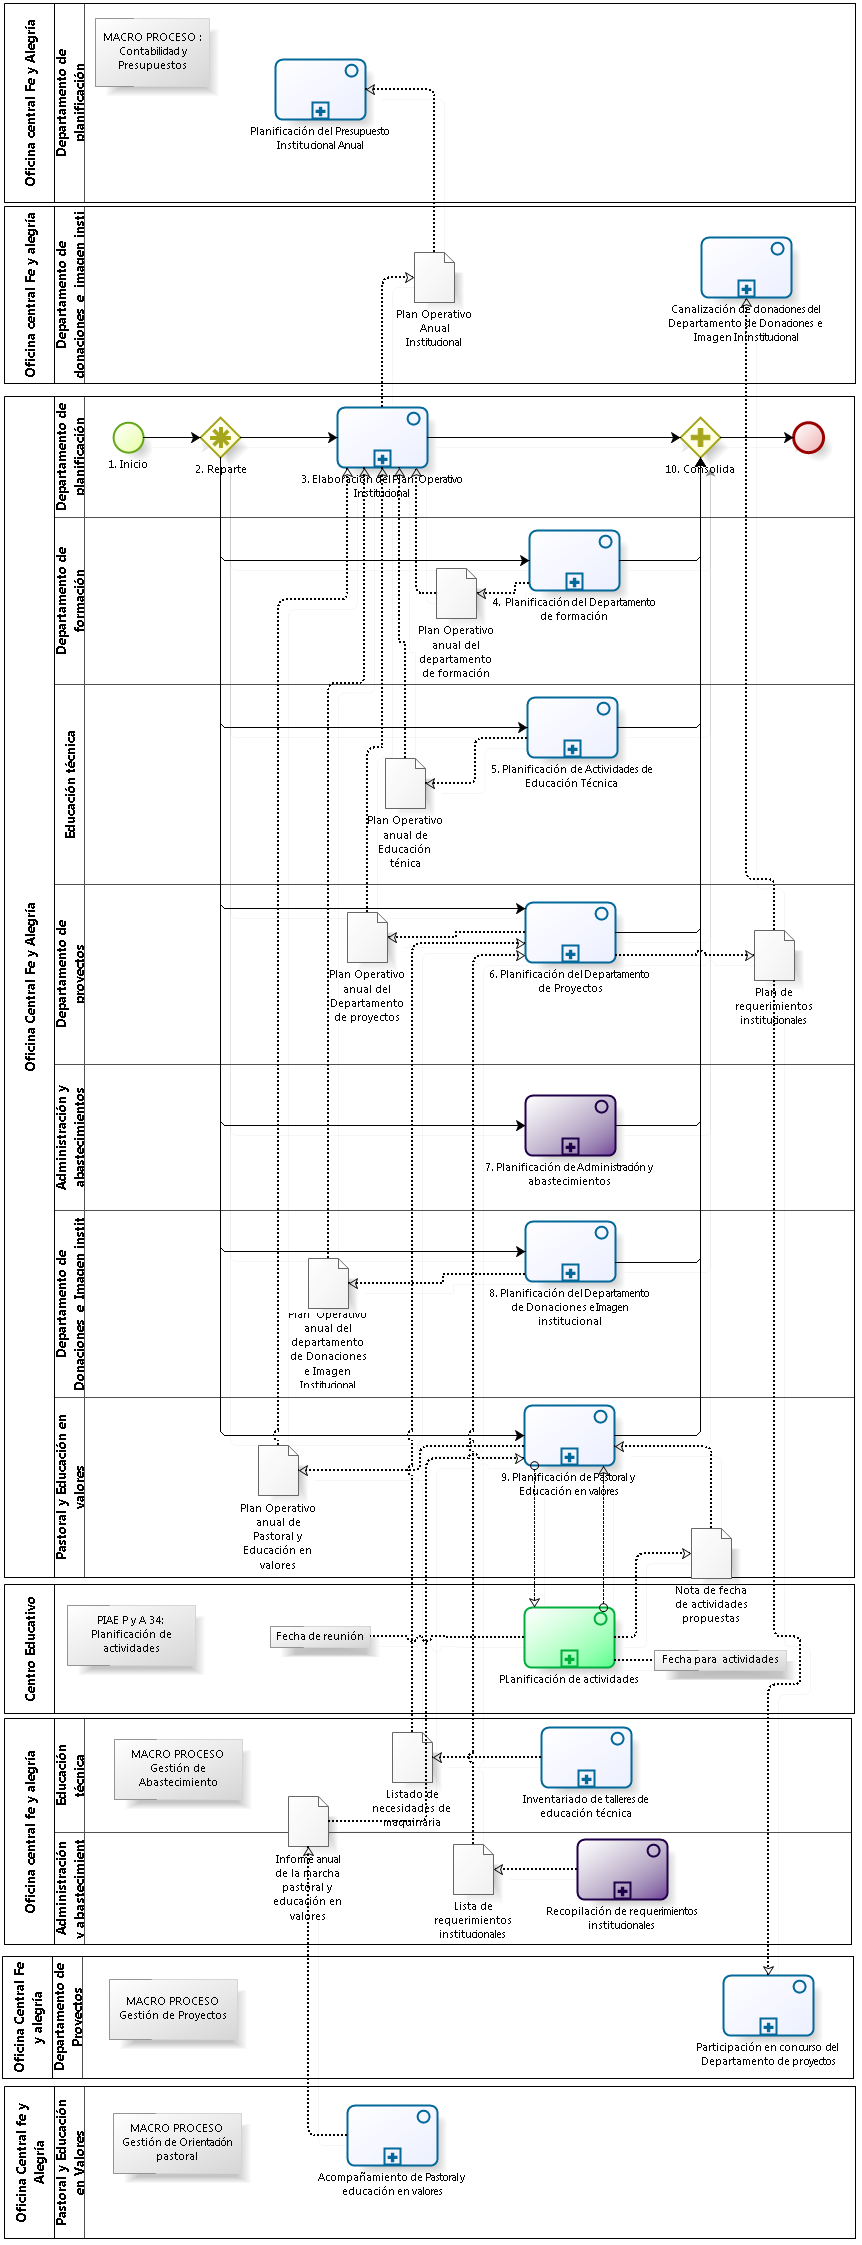 Oficina central Fe y Alegría
Departamento de
planificación
MACRO PROCESO :
Contabilidad y
Presupuestos
Planificación del Presupuesto
Institucional Anual
Oficina central Fe y alegría
Departamento de
donaciones e imagen insti
Plan Operativo
Anual
Institucional
Canalización de donaciones del
Departamento de Donaciones e
Imagen Ininstitucional
Oficina Central Fe y Alegría
Departamento de
planificación
1. Inicio
2. Reparte
3. Elaboración del Plan Operativo
Institucional
10. Consolida
Departamento de
formación
4. Planificación del Departamento
de formación
Plan Operativo
anual del
departamento
de formación
Educación técnica
5. Planificación de Actividades de
Educación Técnica
Plan Operativo
anual de
Educación
ténica
Departamento de
proyectos
6. Planificación del Departamento
de Proyectos
Plan Operativo
anual del
Departamento
de proyectos
Plan de
requerimientos
institucionales
Administración y
abastecimientos
7. Planificación de Administración y
abastecimientos
Departamento de
Donaciones e Imagen instit
8. Planificación del Departamento
de Donaciones e Imagen
institucional
Plan Operativo
anual del
departamento
de Donaciones
e Imagen
Institucional
Pastoral y Educación en
valores
9. Planificación de Pastoral y
Educación en valores
Plan Operativo
anual de
Pastoral y
Educación en
valores
Nota de fecha
de actividades
propuestas
Centro Educativo
PIAE P y A 34:
Planificación de
actividades
Fecha de reunión
PLanificación de actividades
Fecha para actividades
Oficina central fe y alegría
Educación
técnica
MACRO PROCESO
Gestión de
Abastecimiento
Listado de
necesidades de
maquinraria
Inventariado de talleres de
educación técnica
Administración
y abastecimient
Informe anual
de la marcha
pastoral y
educación en
valores
Lista de
requerimientos
institucionales
Recopilación de requerimientos
institucionales
Oficina Central Fe
y alegría
Departamento de
Proyectos
MACRO PROCESO
Gestión de Proyectos
Participación en concurso del
Departamento de proyectos
Oficina Central fe y
Alegría
Pastoral y Educación
en Valores
MACRO PROCESO
Gestión de Orientación
pastoral
Acompañamiento de Pastoral y
educación en valores